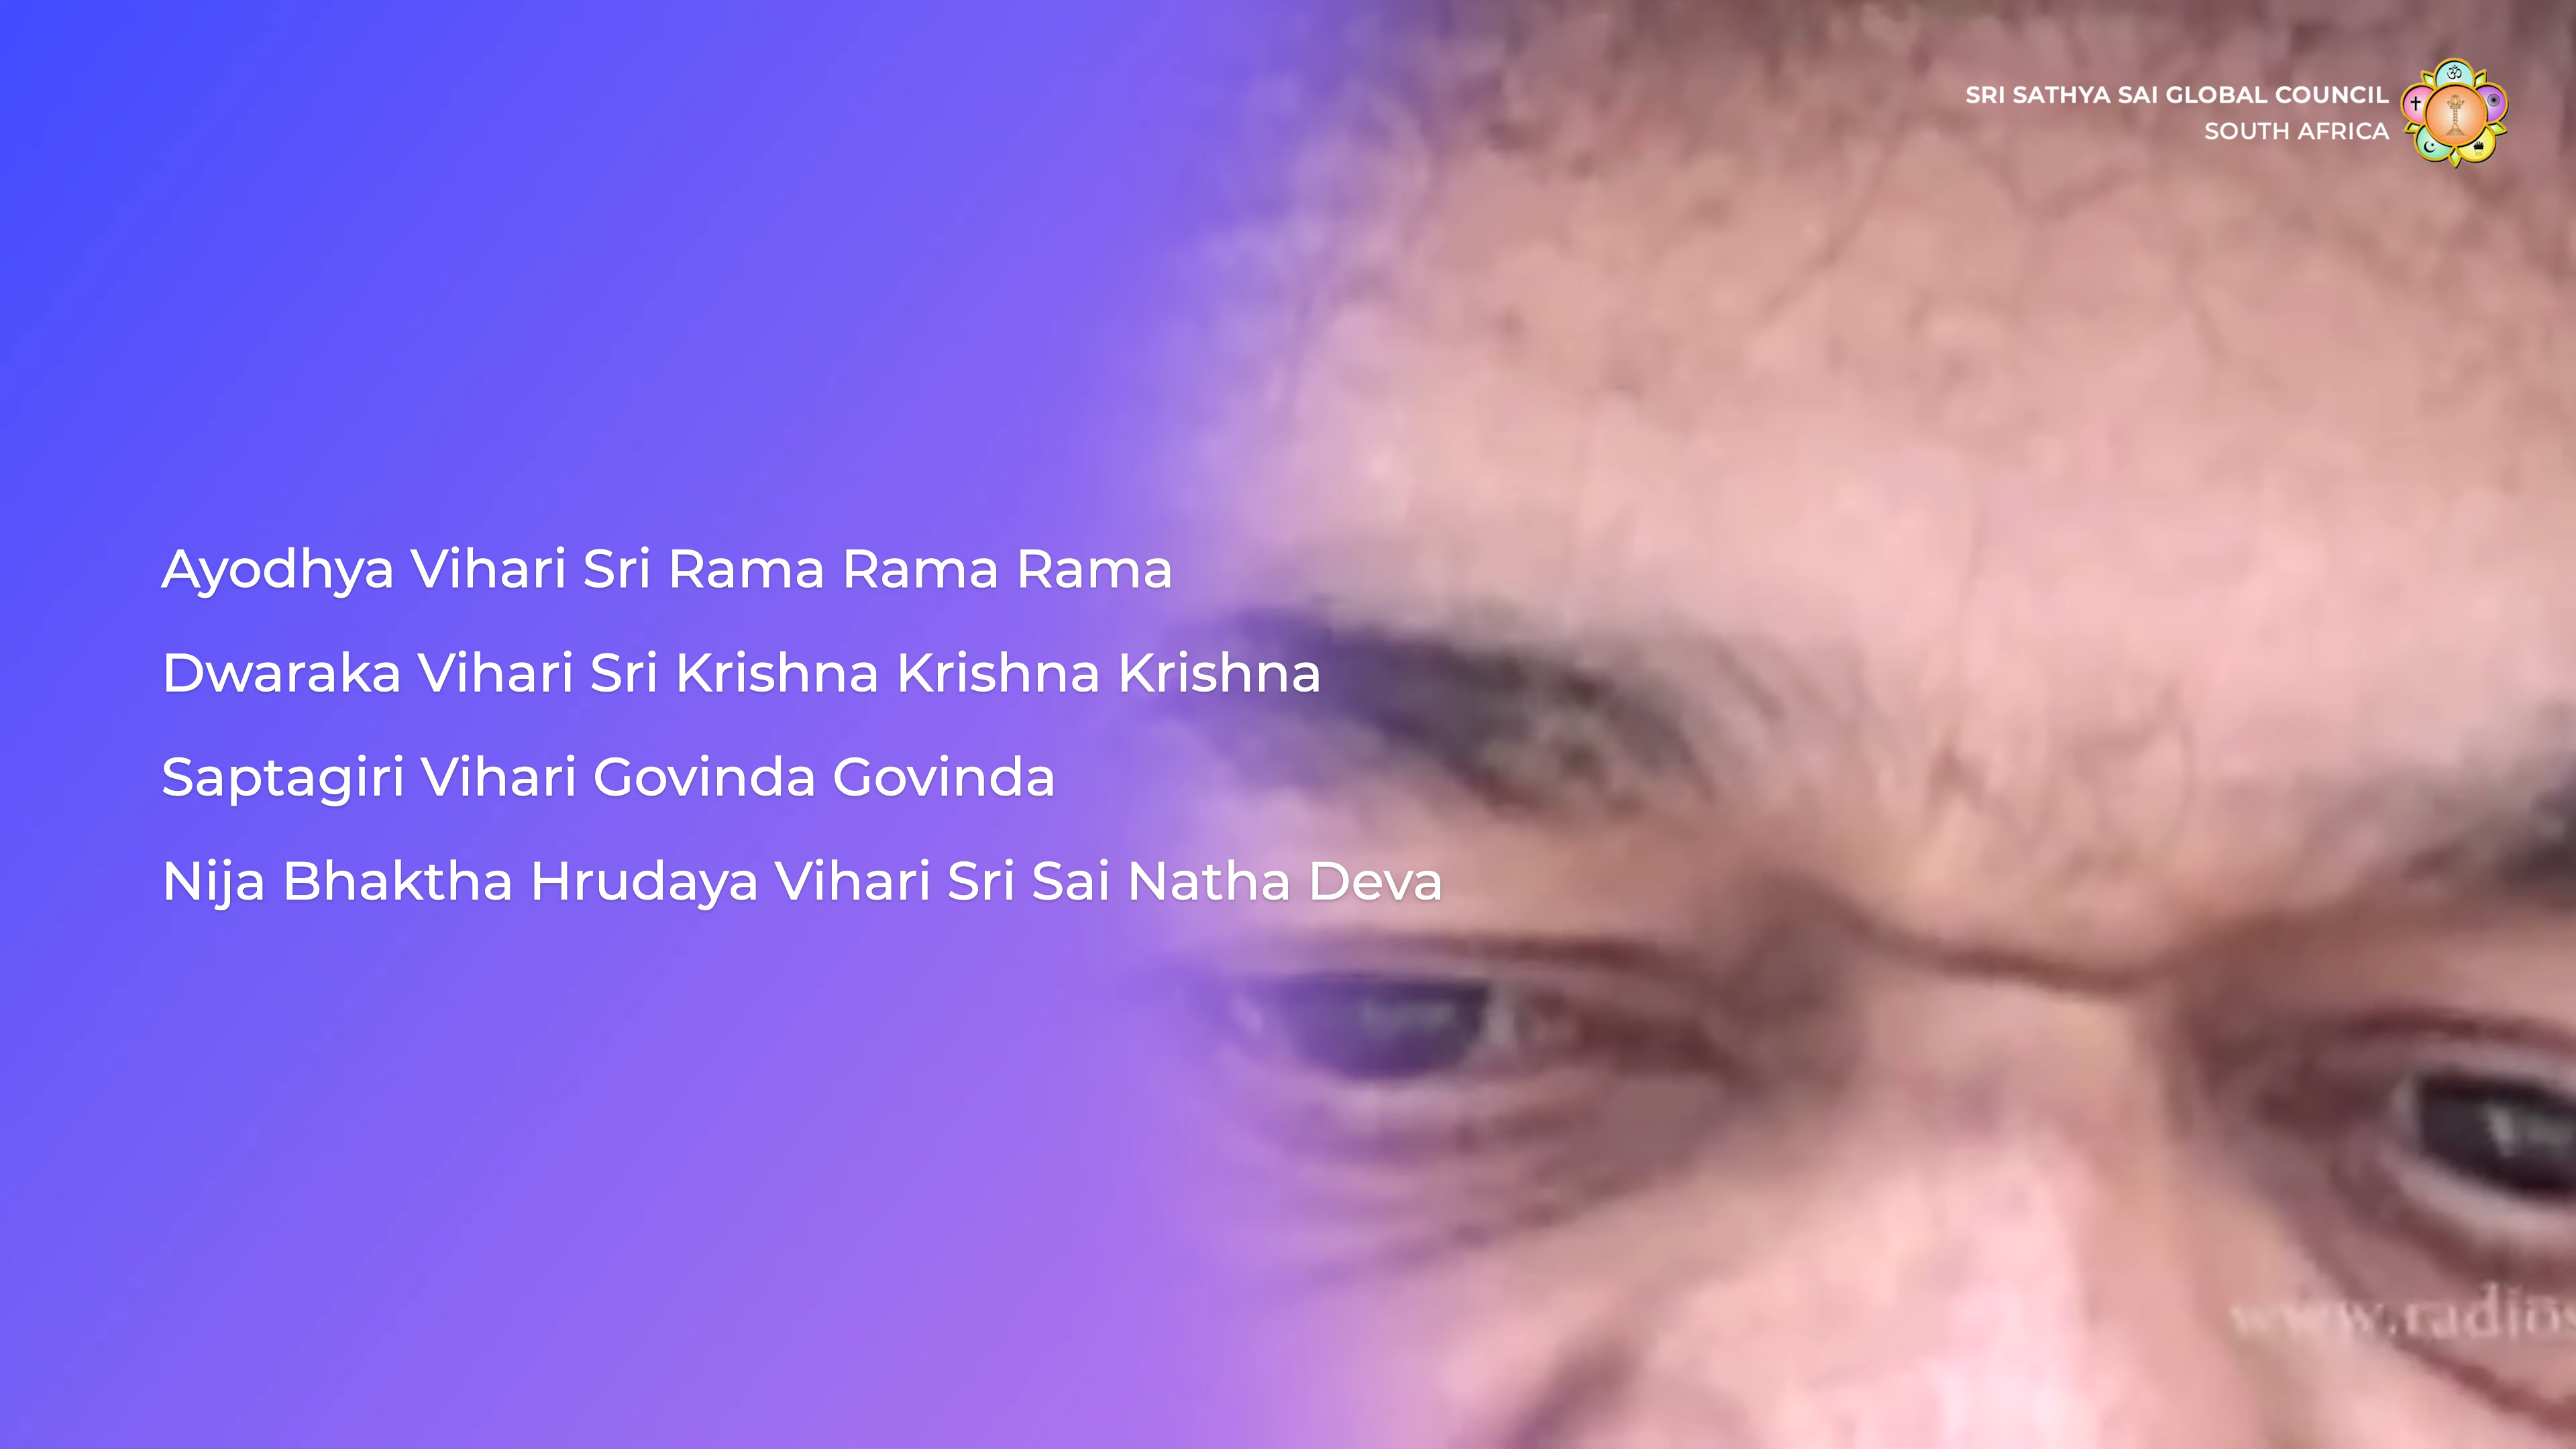 SRI SATHYA SAI GLOBAL COUNCIL
SOUTH AFRICA
Ayodhya Vihari Sri Rama Rama Rama
Dwaraka Vihari Sri Krishna Krishna Krishna
Saptagiri Vihari Govinda Govinda
Nija Bhaktha Hrudaya Vihari Sri Sai Natha Deva